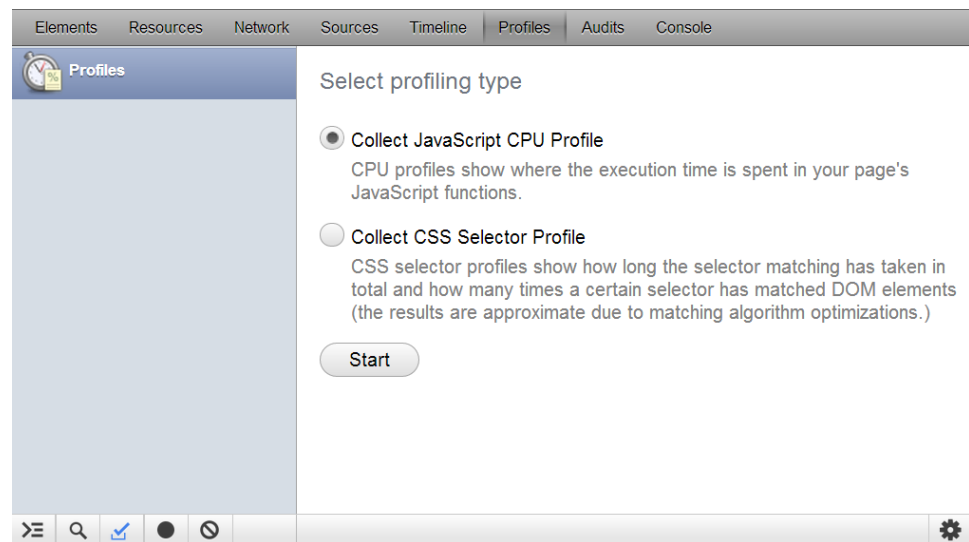 Elements Resources Network Sources Timeline Profiles Audits Console
Profiles
%
Select profiling type
Collect JavaScript CPU Profile
CPU profiles show where the execution time is spent in your page's
JavaScript functions.
Collect CSS Selector Profile
CSS selector profiles show how long the selector matching has taken in
total and how many times a certain selector has matched DOM elements
(the results are approximate due to matching algorithm optimizations.)
Start